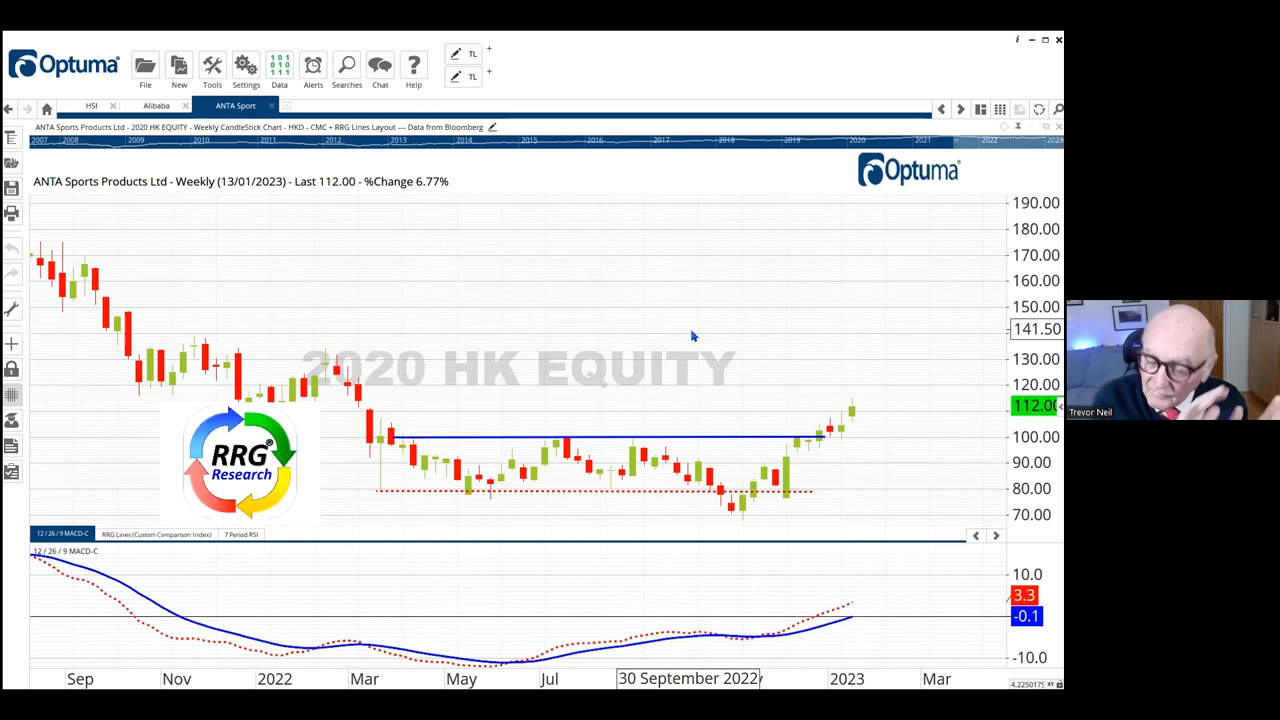 Optuma®
TL
TL
File New Tools Settings Data Alerts Searches Chat Help
HSI Alibaba ANTA Sport
ANTA Sports Products Ltd - 2020 HK EQUITY - Weekly CandleStick Chart - HKD - CMC + RRG Lines Layout --- Data from Bloomberg
2007 2008 2009 2010 2011 2012 2013 2014 2015 2016 2017 2018 2019 2020 2021 2022 2023
ANTA Sports Products Ltd - Weekly (13/01/2023) - Last 112.00 - %Change 6.77%
Optuma®
190.00
180.00
170.00
160.00
150.00
141.50
130.00
120.00
112.00
100.00
90.00
80.00
70.00
2020 HK EQUITY
RRG®
Research
Trevor Neil
12 / 26 / 9 MACD-C RRG Lines (Custom Comparison Index) 7 Period RSI
12 / 26 / 9 MACD-C
10.0
3.3
-0.1
-10.0
Sep Nov 2022 Mar May Jul 30 September 2022 2023 Mar
4.2250175 XY